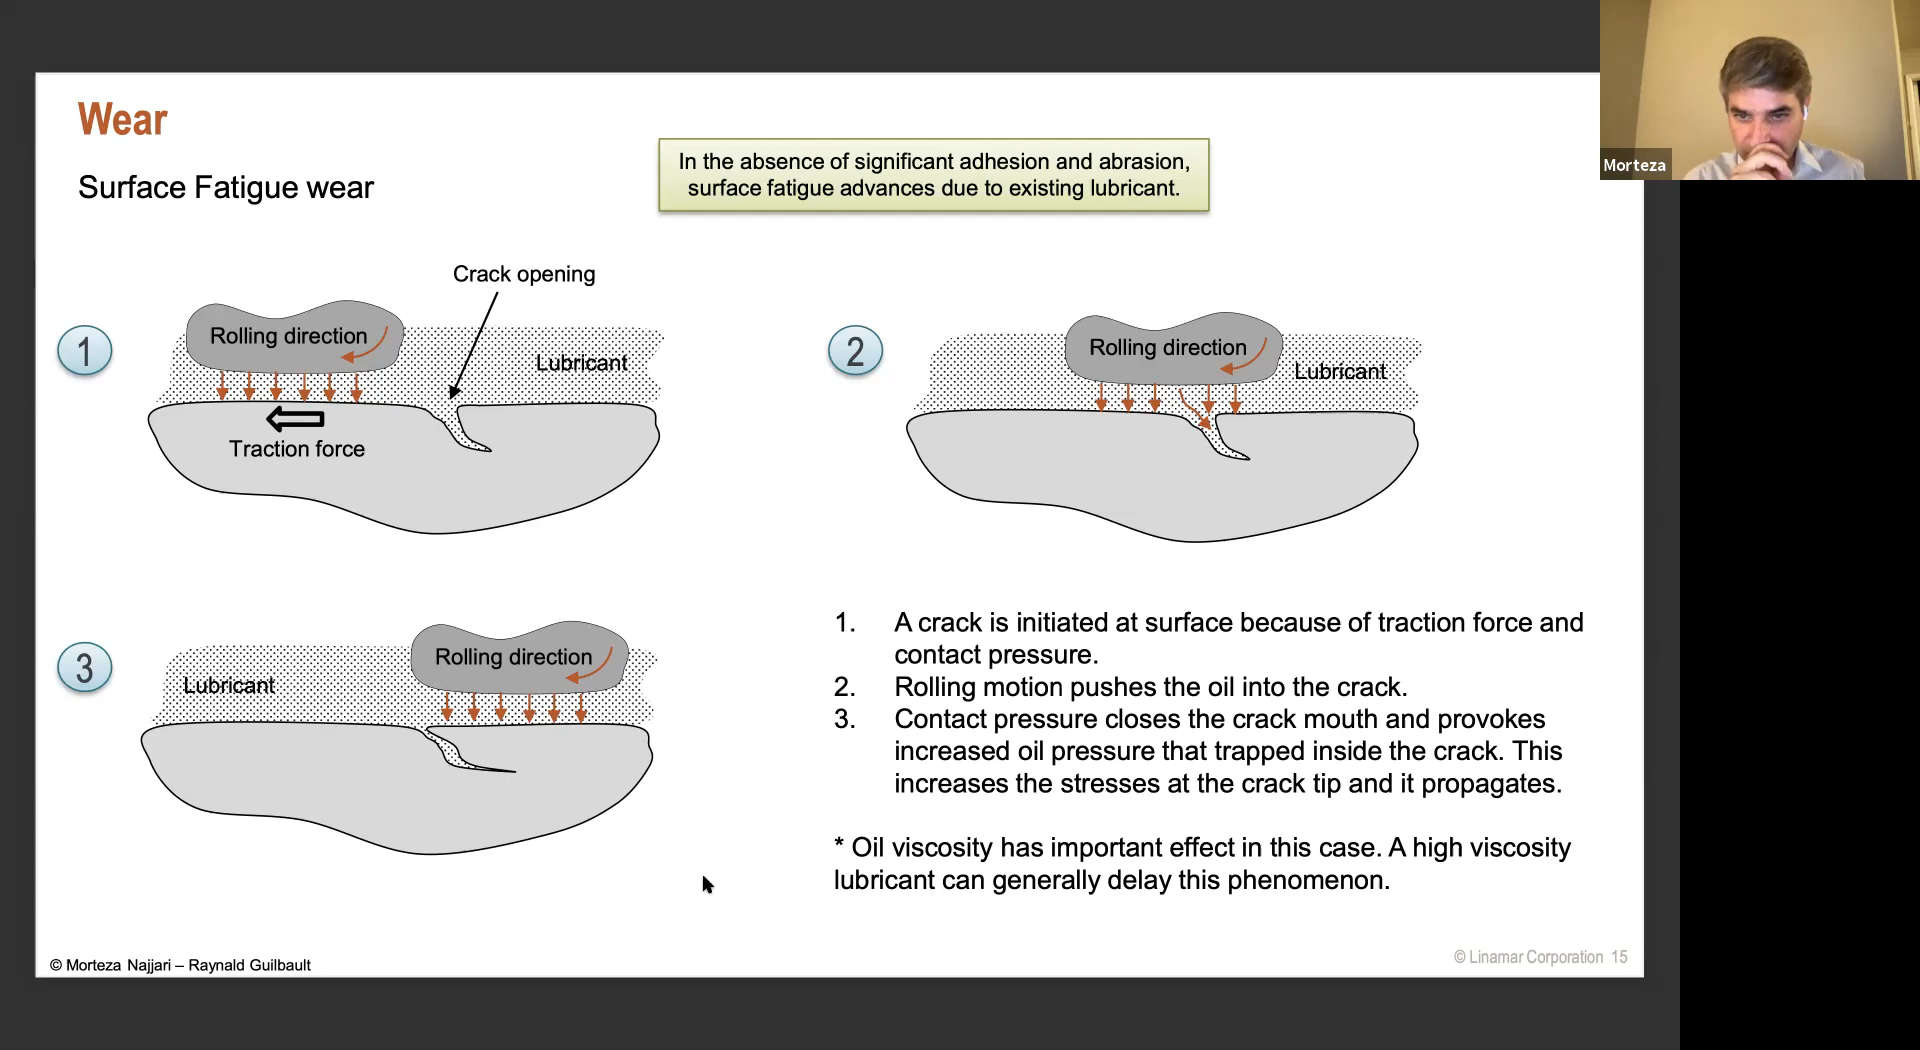 Wear
Surface Fatigue wear
In the absence of significant adhesion and abrasion,
surface fatigue advances due to existing lubricant.
Morteza
1
Crack opening
Rolling direction
Lubricant
Traction force
2
Rolling direction
Lubricant
3
Rolling direction
Lubricant
1. A crack is initiated at surface because of traction force and
contact pressure.
2. Rolling motion pushes the oil into the crack.
3. Contact pressure closes the crack mouth and provokes
increased oil pressure that trapped inside the crack. This
increases the stresses at the crack tip and it propagates.
* Oil viscosity has important effect in this case. A high viscosity
lubricant can generally delay this phenomenon.
© Morteza Najjari – Raynald Guilbault
© Linamar Corporation 15